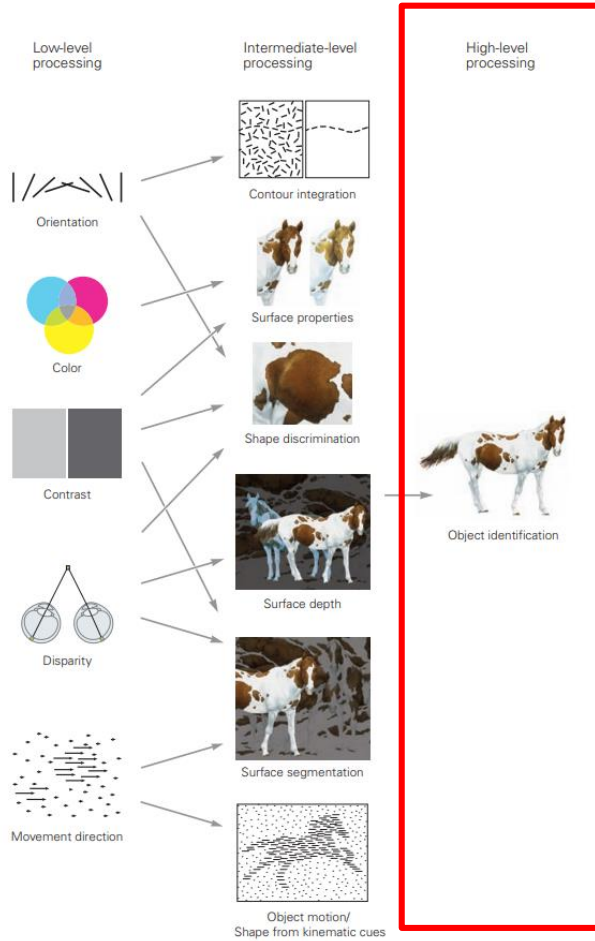 Low-level
processing
Intermediate-level
processing
High-level
processing
Orientation
Color
Contrast
Disparity
Movement direction
Contour integration
Surface properties
Shape discrimination
Surface depth
Surface segmentation
Object motion/
Shape from kinematic cues
Object identification